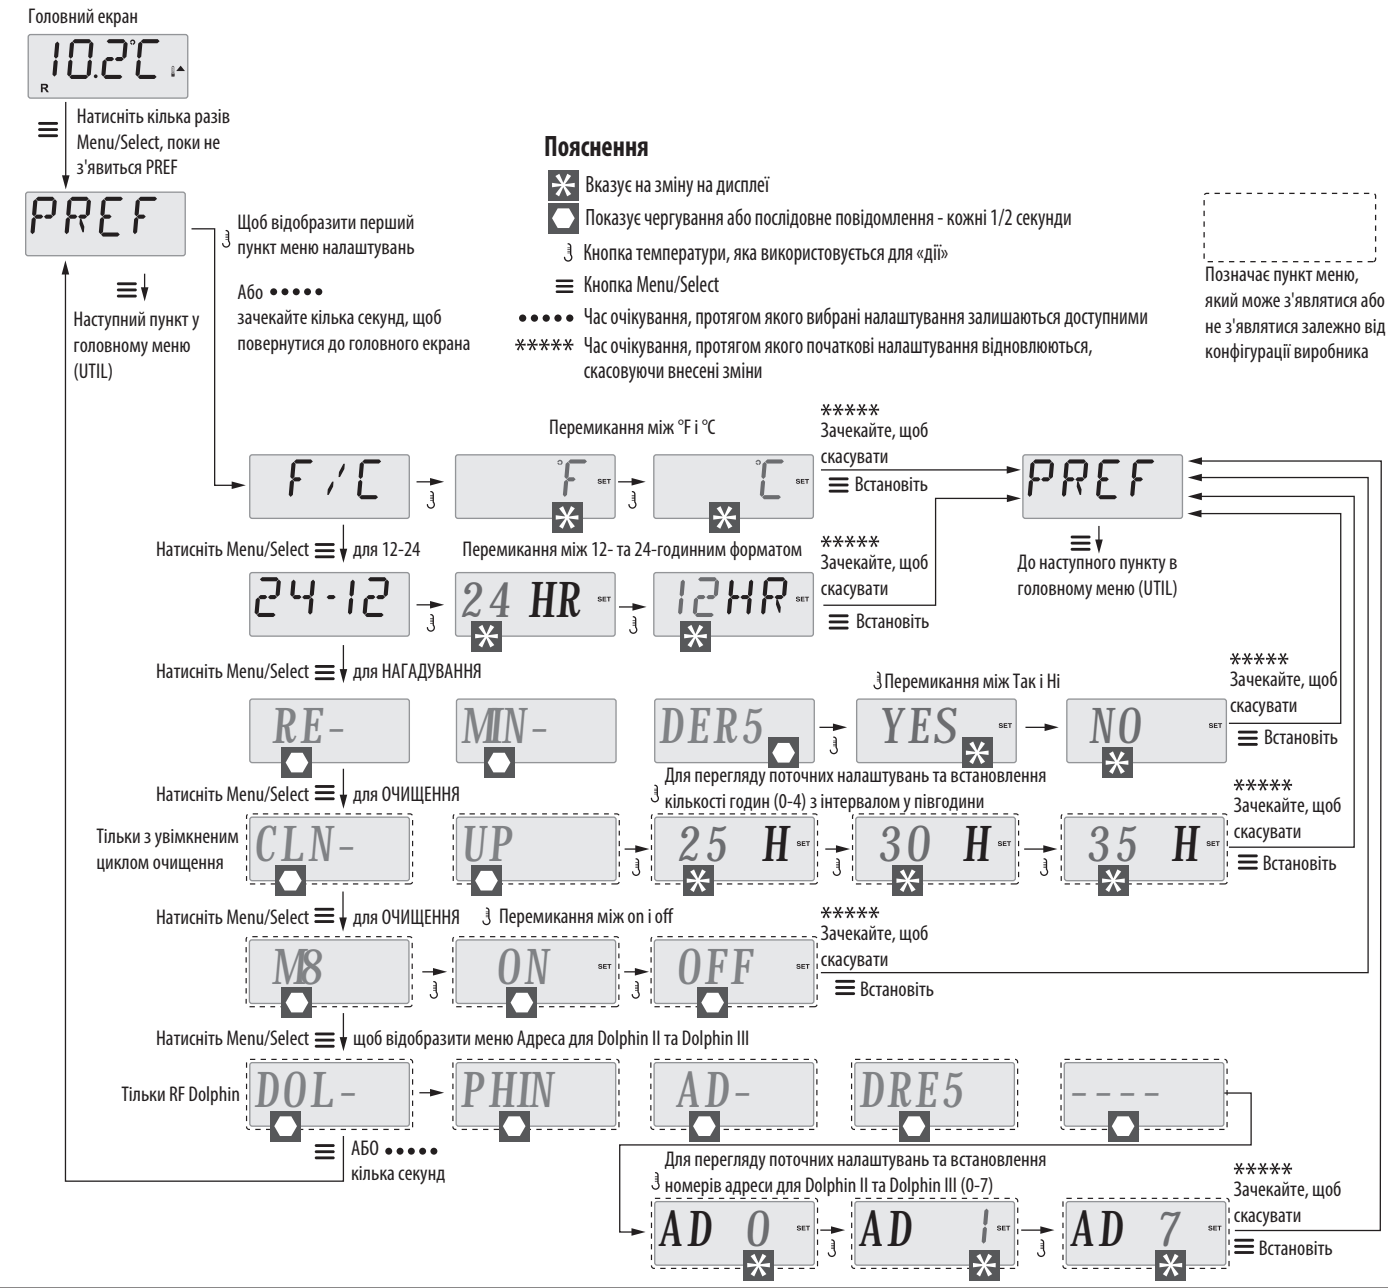 Головний екран
10.2°C
R
Натисніть кілька разів
Menu/Select, поки не
з'явиться PREF
PREF
Щоб відобразити перший
пункт меню налаштувань
Або •••••
зачекайте кілька секунд, щоб
повернутися до головного екрана
Наступний пункт у
головному меню
(UTIL)
Пояснення
Вказує на зміну на дисплеї
Показує чергування або послідовне повідомлення - кожні 1/2 секунди
Кнопка температури, яка використовується для «дії»
Кнопка Menu/Select
••••• Час очікування, протягом якого вибрані налаштування залишаються доступними
***** Час очікування, протягом якого початкові налаштування відновлюються,
скасовуючи внесені зміни
Позначає пункт меню,
який може з'являтися або
не з'являтися залежно від
конфігурації виробника
Перемикання між °F і °C
*****
Зачекайте, щоб
скасувати
Встановіть
F/C
°F SET
°C SET
PREF
До наступного пункту в
головному меню (UTIL)
Натисніть Menu/Select для 12-24
Перемикання між 12- та 24-годинним форматом
*****
Зачекайте, щоб
скасувати
Встановіть
24-12
24 HR SET
12HR SET
Натисніть Menu/Select для НАГАДУВАННЯ
Перемикання між Так і Ні
*****
Зачекайте, щоб
скасувати
Встановіть
RE-
MIN-
DER5
YES SET
NO SET
Натисніть Menu/Select для ОЧИЩЕННЯ
Для перегляду поточних налаштувань та встановлення
кількості годин (0-4) з інтервалом у півгодини
*****
Зачекайте, щоб
скасувати
Встановіть
Тільки з увімкненим
циклом очищення
CLN-
UP
25 H SET
30 H SET
35 H SET
Натисніть Menu/Select для ОЧИЩЕННЯ
Перемикання між on і off
*****
Зачекайте, щоб
скасувати
Встановіть
M8
ON SET
OFF SET
Натисніть Menu/Select щоб відобразити меню Адреса для Dolphin II та Dolphin III
Тільки RF Dolphin
DOL-
PHIN
AD-
DRE5
----
АБО •••••
кілька секунд
Для перегляду поточних налаштувань та встановлення
номерів адреси для Dolphin II та Dolphin III (0-7)
*****
Зачекайте, щоб
скасувати
Встановіть
AD 0 SET
AD 1 SET
AD 7 SET